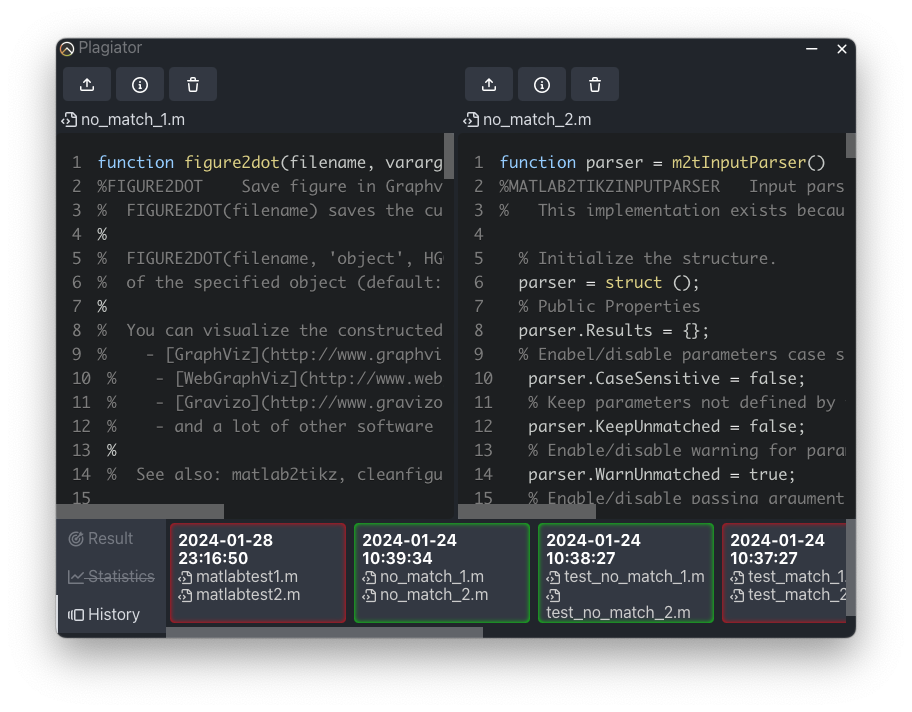 Plagiator
no_match_1.m
no_match_2.m
1 function figure2dot(filename, vararg
2 %FIGURE2DOT    Save figure in Graphv
3 %  FIGURE2DOT(filename) saves the cu
4 %
5 %  FIGURE2DOT(filename, 'object', HG
6 %  of the specified object (default:
7 %
8 %  You can visualize the constructed
9 %    - [GraphViz](http://www.graphvi
10 %    - [WebGraphViz](http://www.web
11 %    - [Gravizo](http://www.gravizo
12 %    - and a lot of other software
13 %
14 %  See also: matlab2tikz, cleanfigu
15
1 function parser = m2tInputParser()
2 %MATLAB2TIKZINPUTPARSER   Input pars
3 %   This implementation exists becau
4
5   % Initialize the structure.
6   parser = struct ();
7   % Public Properties
8   parser.Results = {};
9   % Enabel/disable parameters case s
10   parser.CaseSensitive = false;
11   % Keep parameters not defined by
12   parser.KeepUnmatched = false;
13   % Enable/disable warning for para
14   parser.WarnUnmatched = true;
15   % Enable/disable passing argument
Result
Statistics
History
2024-01-28
23:16:50
matlabtest1.m
matlabtest2.m
2024-01-24
10:39:34
no_match_1.m
no_match_2.m
2024-01-24
10:38:27
test_no_match_1.m
test_no_match_2.m
2024-01-24
10:37:27
test_match_1.
test_match_2